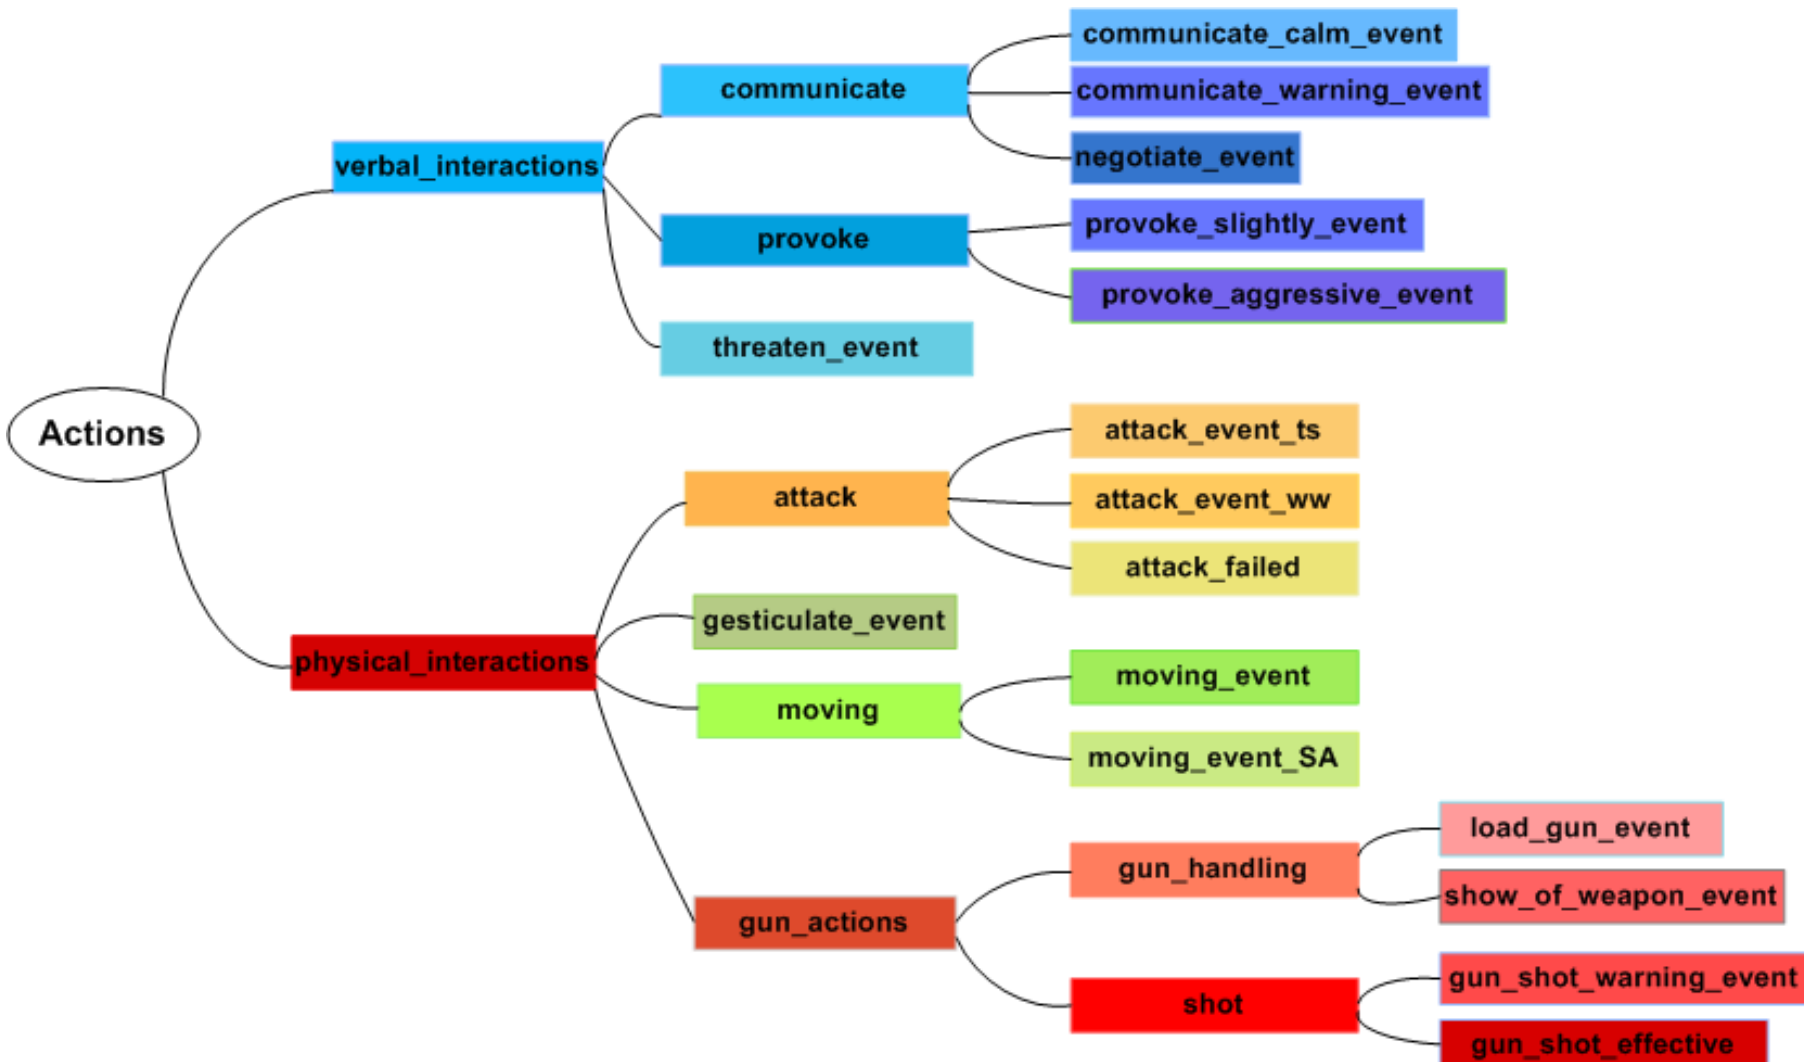 communicate_calm_event
communicate
communicate_warning_event
verbal_interactions
negotiate_event
provoke
provoke_slightly_event
provoke_aggressive_event
threaten_event
Actions
attack_event_ts
attack
attack_event_ww
attack_failed
gesticulate_event
physical_interactions
moving_event
moving
moving_event_SA
load_gun_event
gun_handling
show_of_weapon_event
gun_actions
gun_shot_warning_event
shot
gun_shot_effective